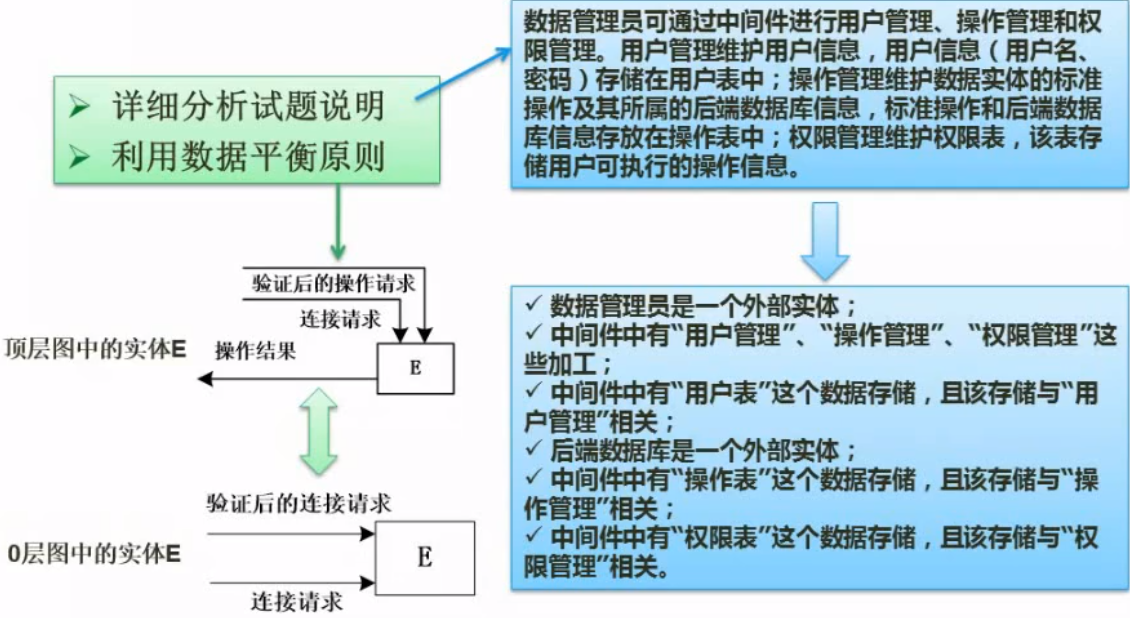 数据管理员可通过中间件进行用户管理、操作管理和权
限管理。用户管理维护用户信息，用户信息（用户名、
密码）存储在用户表中；操作管理维护数据实体的标准
操作及其所属的后端数据库信息，标准操作和后端数据
库信息存放在操作表中；权限管理维护权限表，该表存
储用户可执行的操作信息。
➢ 详细分析试题说明
➢ 利用数据平衡原则
验证后的操作请求
连接请求
顶层图中的实体E
操作结果
E
验证后的连接请求
0层图中的实体E
E
连接请求
✓ 数据管理员是一个外部实体；
✓ 中间件中有“用户管理”、“操作管理”、“权限管理”这
些加工；
✓ 中间件中有“用户表”这个数据存储，且该存储与“用
户管理”相关；
✓ 后端数据库是一个外部实体；
✓ 中间件中有“操作表”这个数据存储，且该存储与“操
作管理”相关；
✓ 中间件中有“权限表”这个数据存储，且该存储与“权
限管理”相关。